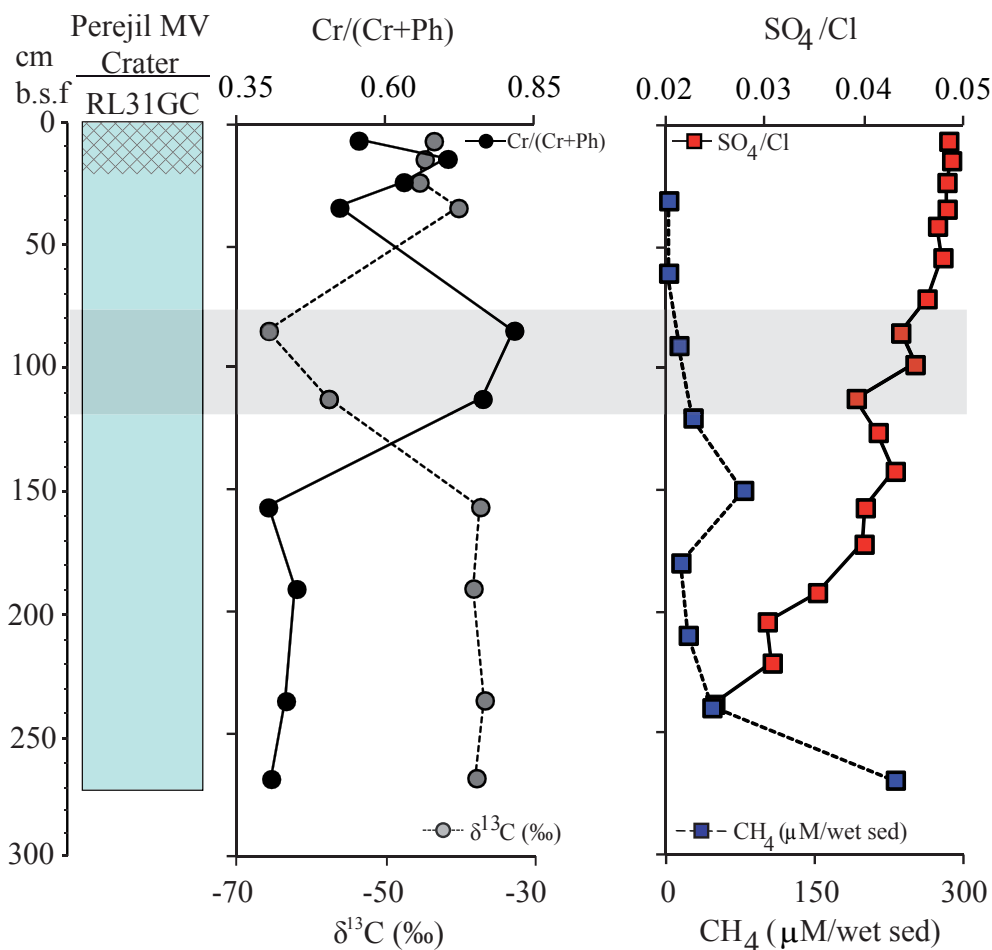 Perejil MV
Crater
RL31GC
cm
b.s.f
0
50
100
150
200
250
300
Cr/(Cr+Ph)
0.35 0.60 0.85
Cr/(Cr+Ph)
δ¹³C (‰)
-70 -50 -30
δ¹³C (‰)
SO₄/Cl
0.02 0.03 0.04 0.05
SO₄/Cl
CH₄ (µM/wet sed)
0 150 300
CH₄ (µM/wet sed)